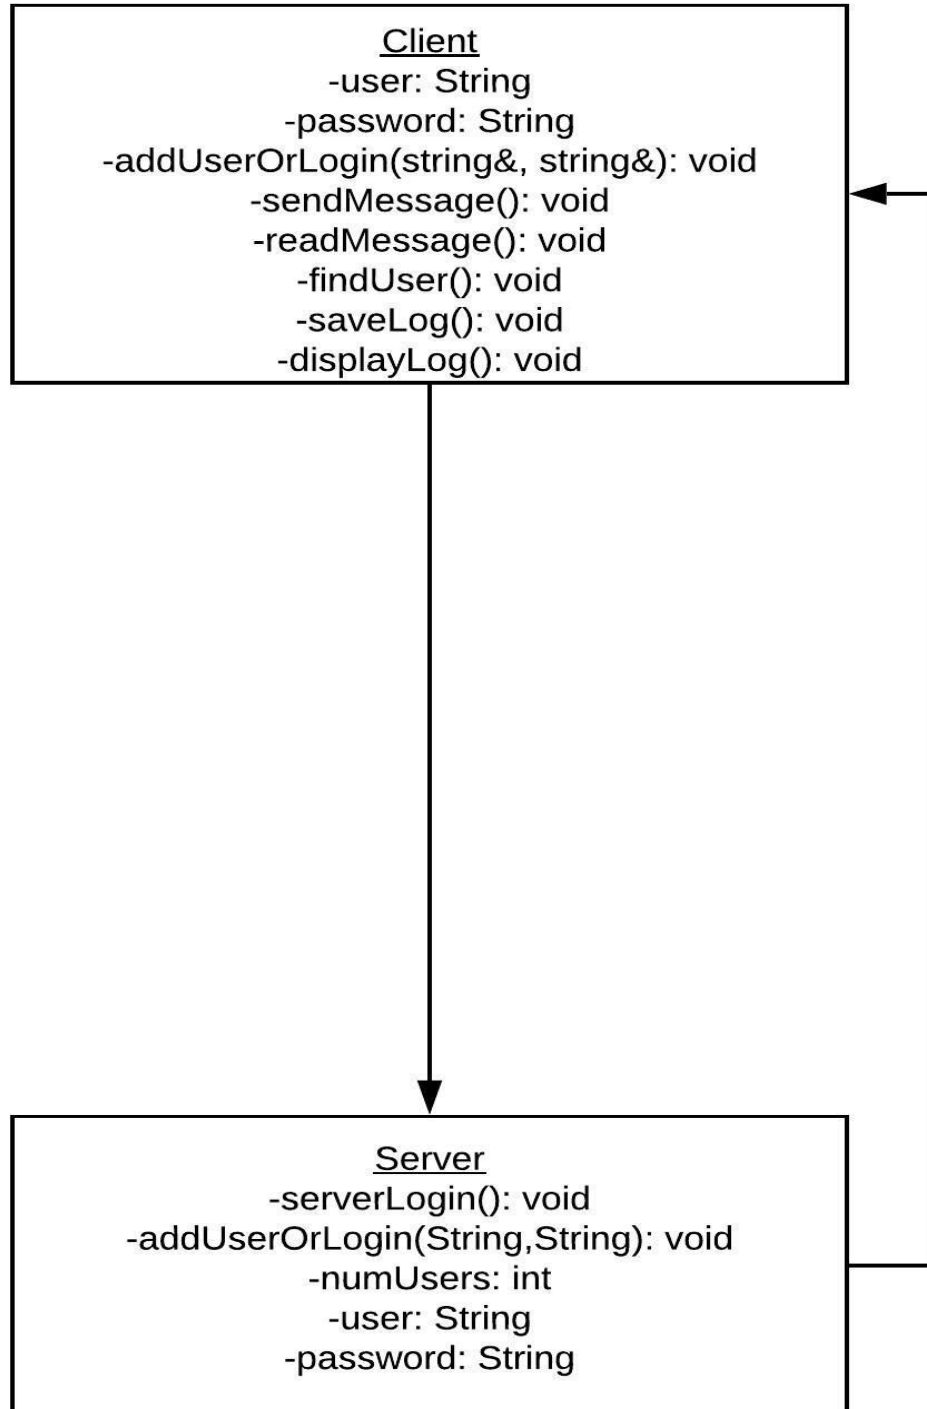 Client
-user: String
-password: String
-addUserOrLogin(string&, string&): void
-sendMessage(): void
-readMessage(): void
-findUser(): void
-saveLog(): void
-displayLog(): void
Server
-serverLogin(): void
-addUserOrLogin(String,String): void
-numUsers: int
-user: String
-password: String